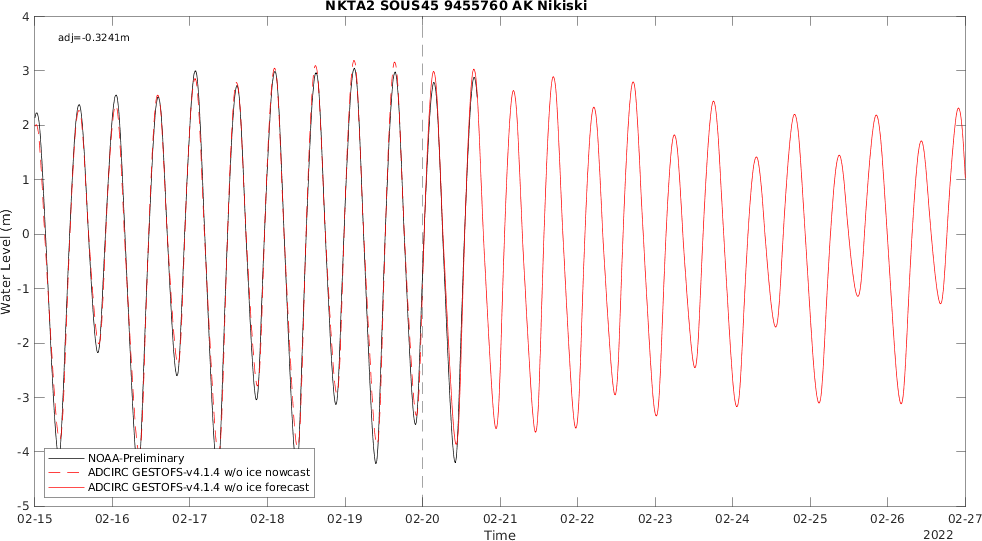 NKTA2 SOUS45 9455760 AK Nikiski
adj=-0.3241m
4
3
2
1
0
-1
-2
-3
-4
-5
Water Level (m)
NOAA-Preliminary
ADCIRC GESTOFS-v4.1.4 w/o ice nowcast
ADCIRC GESTOFS-v4.1.4 w/o ice forecast
02-15 02-16 02-17 02-18 02-19 02-20 02-21 02-22 02-23 02-24 02-25 02-26 02-27
Time
2022